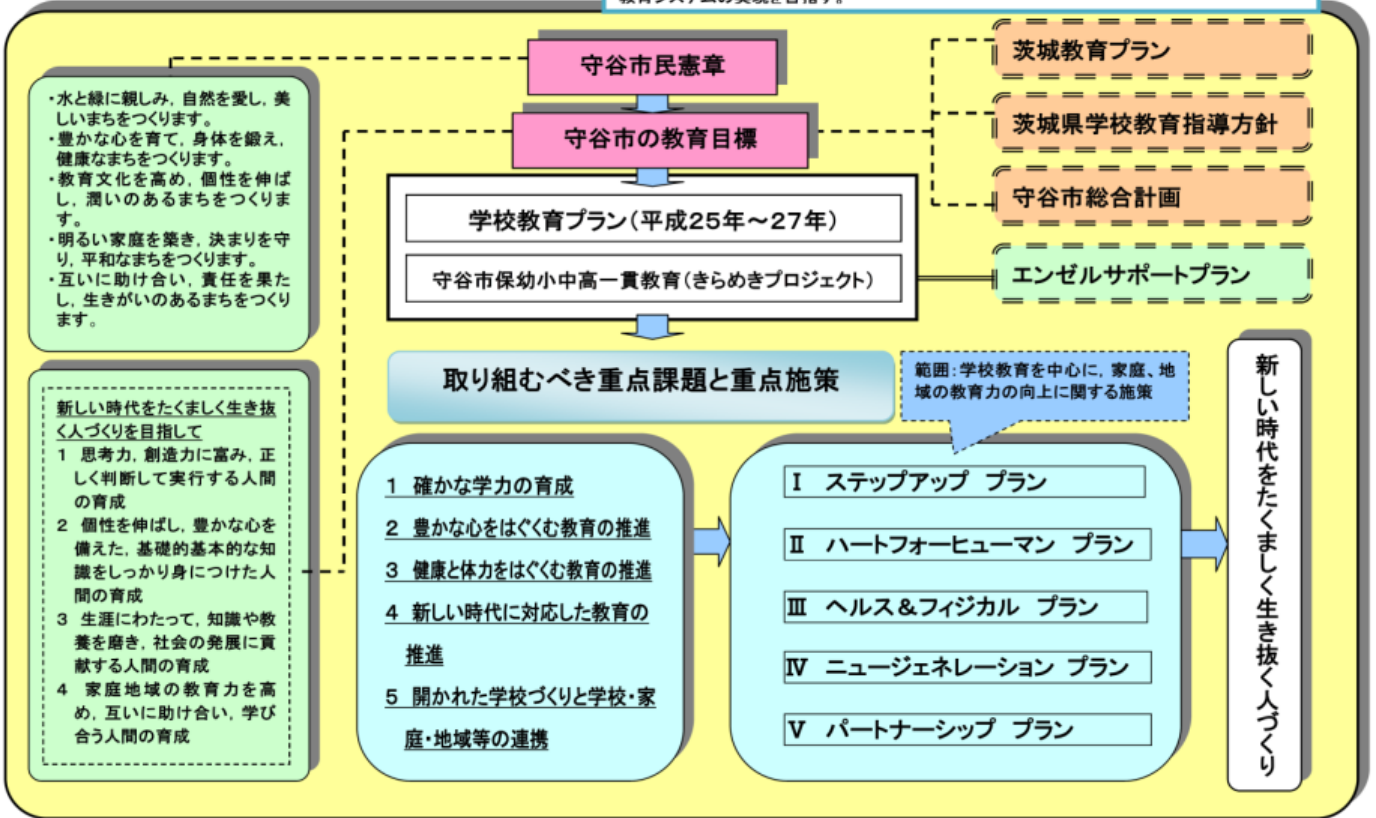 教育システムの実現を目指す。
守谷市民憲章
守谷市の教育目標
茨城教育プラン
茨城県学校教育指導方針
守谷市総合計画
エンゼルサポートプラン
・水と緑に親しみ，自然を愛し，美
しいまちをつくります。
・豊かな心を育て，身体を鍛え，
健康なまちをつくります。
・教育文化を高め，個性を伸ば
し，潤いのあるまちをつくりま
す。
・明るい家庭を築き，決まりを守
り，平和なまちをつくります。
・互いに助け合い，責任を果た
し，生きがいのあるまちをつくり
ます。
学校教育プラン（平成25年～27年）
守谷市保幼小中高一貫教育（きらめきプロジェクト）
取り組むべき重点課題と重点施策
範囲：学校教育を中心に，家庭、地
域の教育力の向上に関する施策
新しい時代をたくましく生き抜
く人づくりを目指して
1 思考力，創造力に富み，正
しく判断して実行する人間
の育成
2 個性を伸ばし，豊かな心を
備えた，基礎的基本的な知
識をしっかり身につけた人
間の育成
3 生涯にわたって，知識や教
養を磨き，社会の発展に貢
献する人間の育成
4 家庭地域の教育力を高
め，互いに助け合い，学び
合う人間の育成
1 確かな学力の育成
2 豊かな心をはぐくむ教育の推進
3 健康と体力をはぐくむ教育の推進
4 新しい時代に対応した教育の
推進
5 開かれた学校づくりと学校・家
庭・地域等の連携
Ⅰ ステップアップ プラン
Ⅱ ハートフォーヒューマン プラン
Ⅲ ヘルス＆フィジカル プラン
Ⅳ ニュージェネレーション プラン
Ⅴ パートナーシップ プラン
新しい時代をたくましく生き抜く人づくり